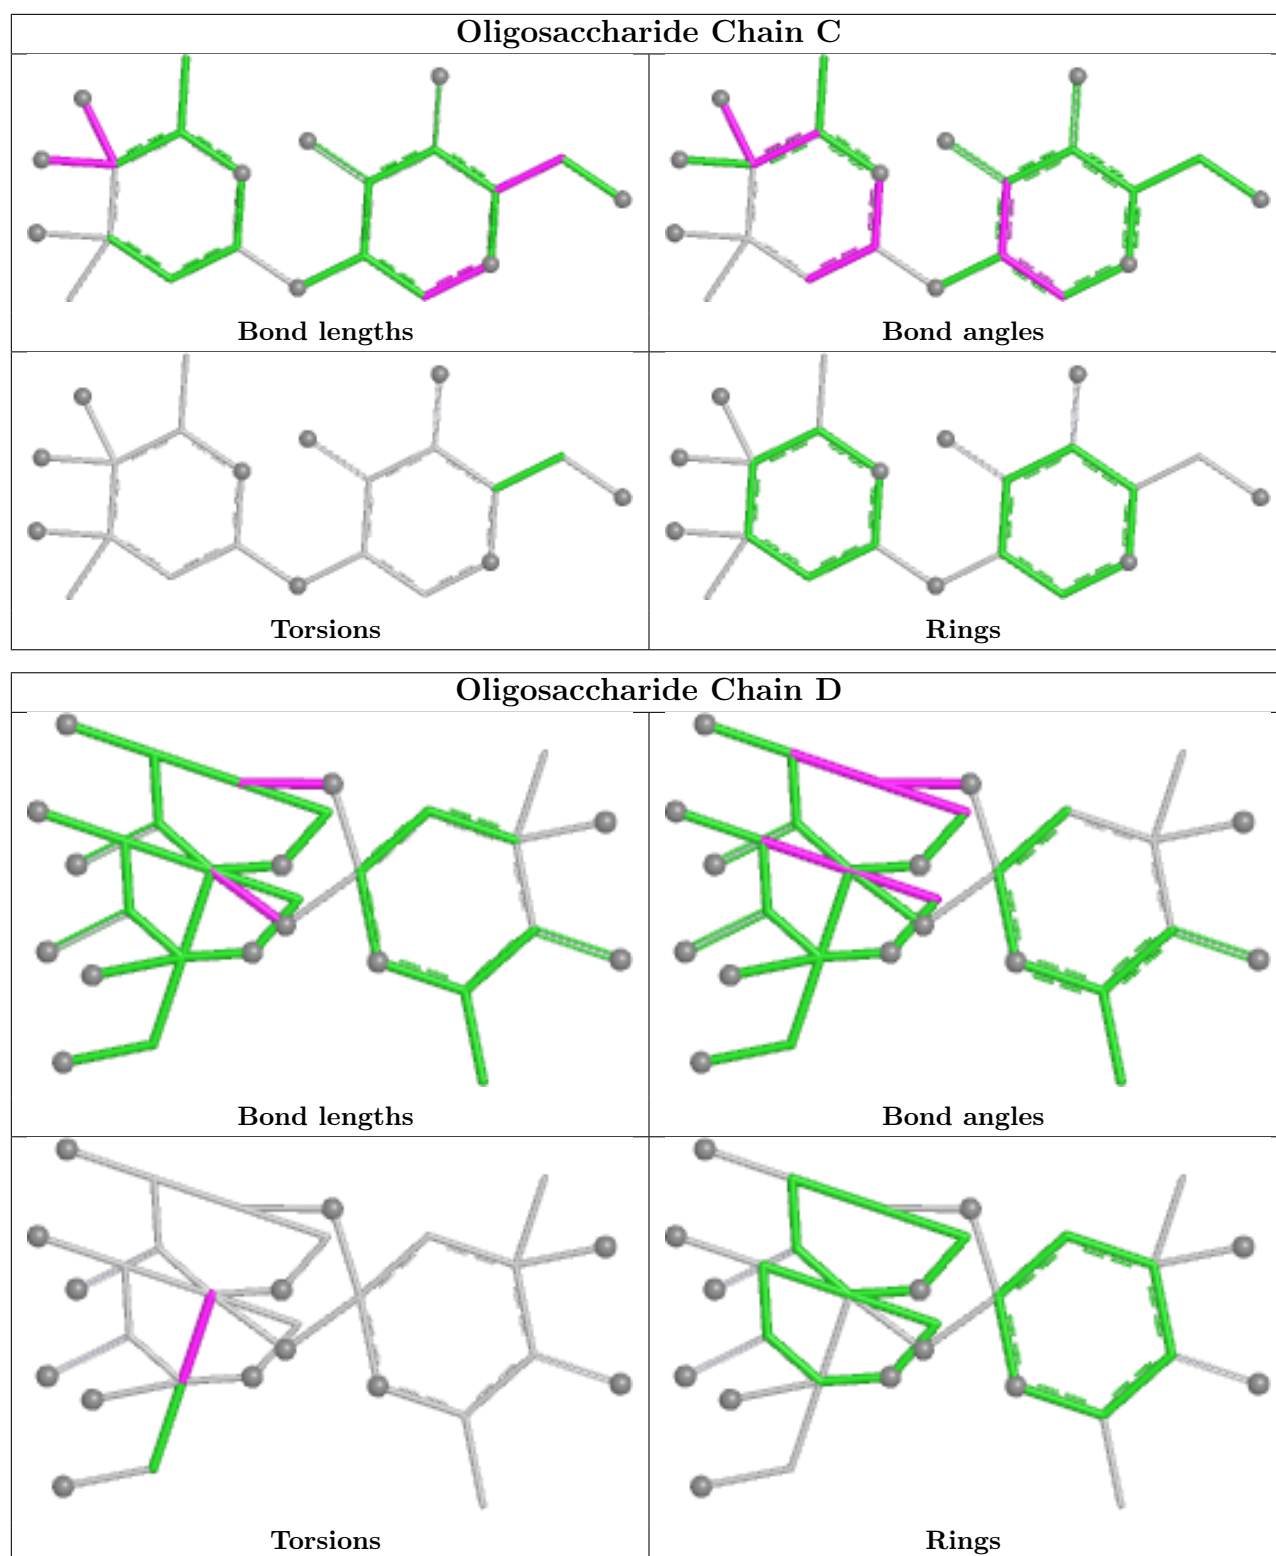 Oligosaccharide Chain C
Bond lengths
Bond angles
Torsions
Rings
Oligosaccharide Chain D
Bond lengths
Bond angles
Torsions
Rings